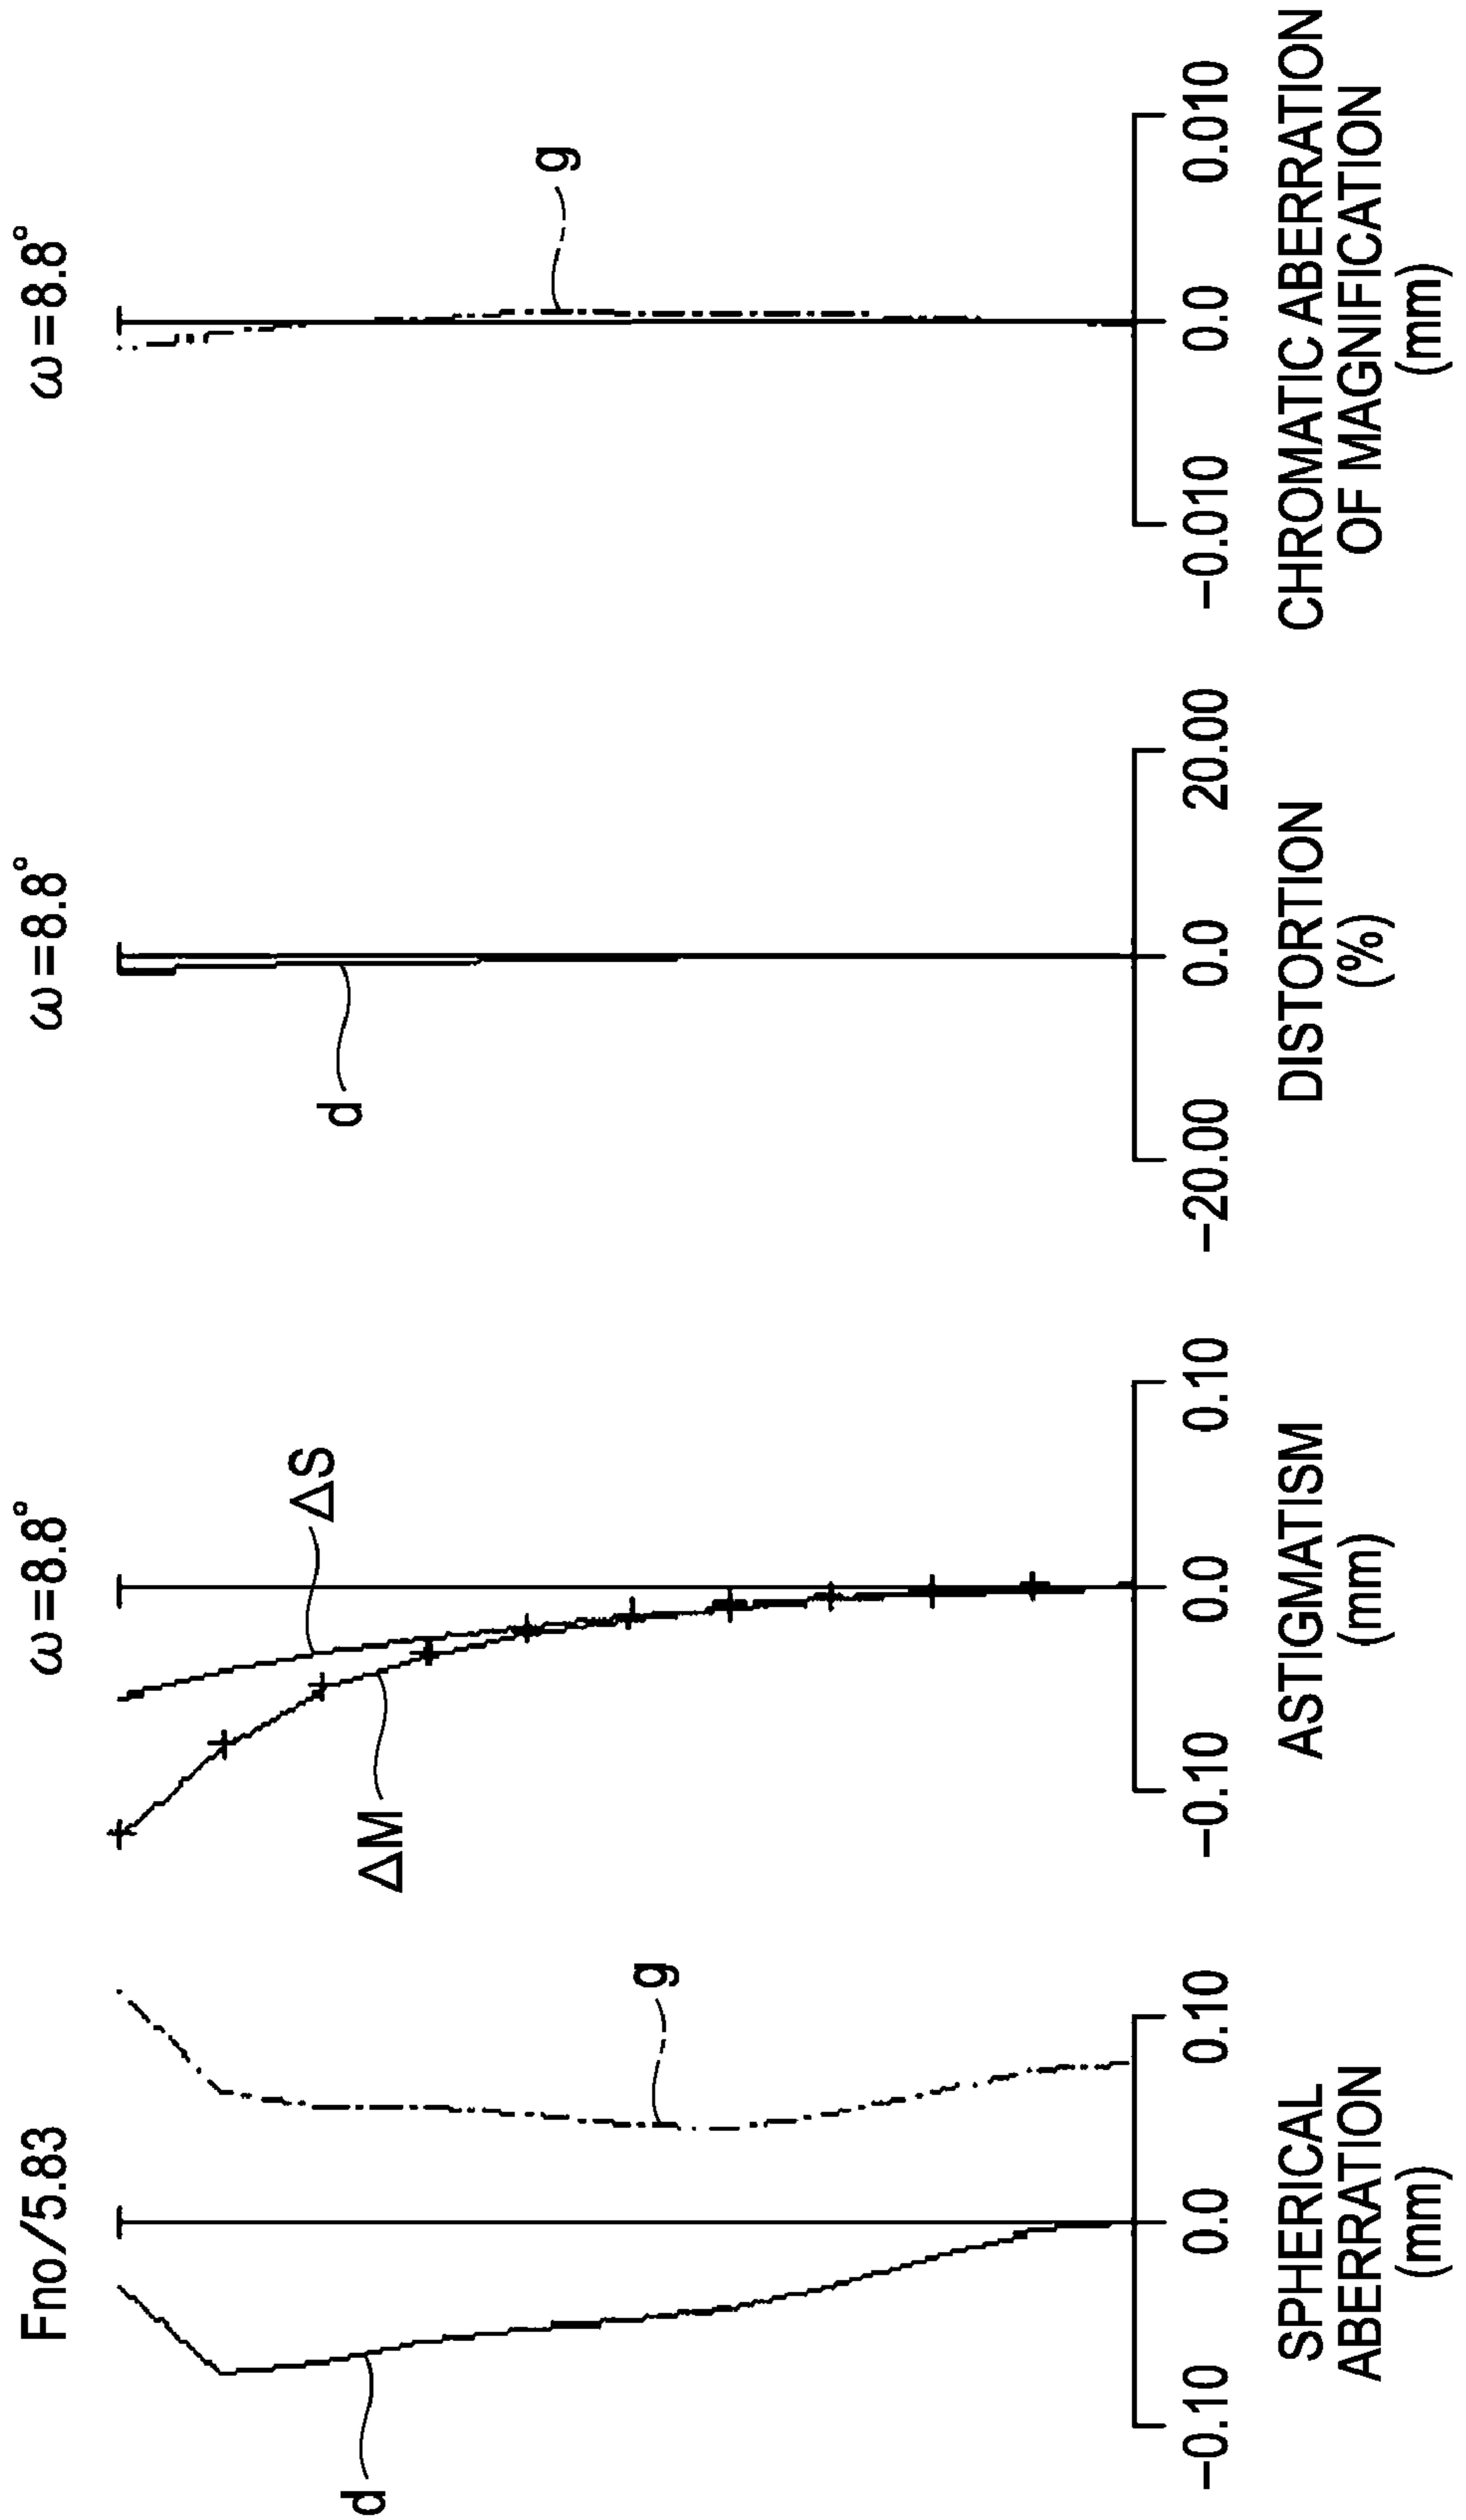 Fno/5.83
d
g
-0.10
0.0
0.10
SPHERICAL
ABERRATION
(mm)
ω=8.8°
ΔM
ΔS
-0.10
0.0
0.10
ASTIGMATISM
(mm)
ω=8.8°
d
-20.00
0.0
20.00
DISTORTION
(%)
ω=8.8°
g
-0.010
0.0
0.010
CHROMATIC ABERRATION
OF MAGNIFICATION
(mm)